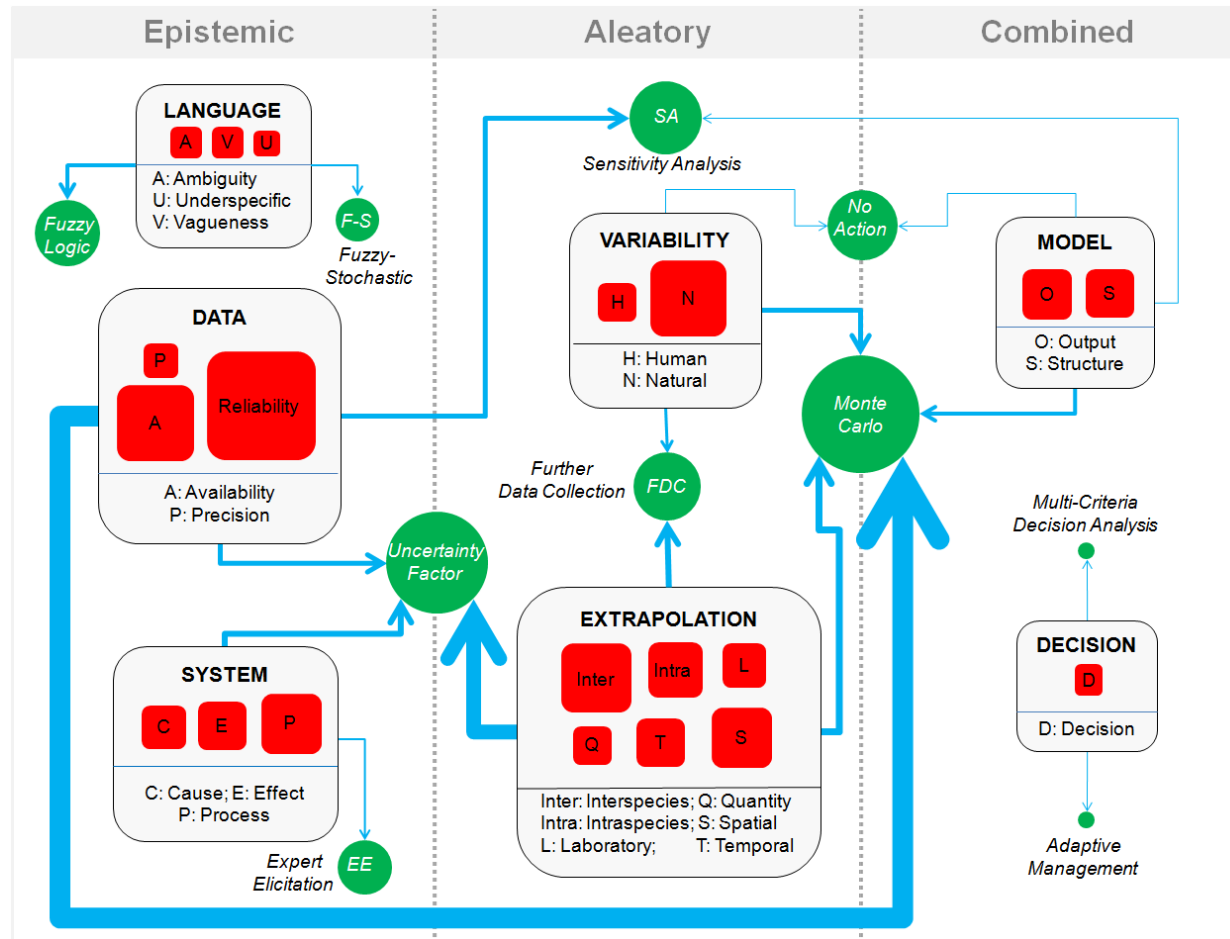 Epistemic
Aleatory
Combined
LANGUAGE
A V U
A: Ambiguity
U: Underspecific
V: Vagueness
Fuzzy
Logic
F-S
Fuzzy-
Stochastic
SA
Sensitivity Analysis
No
Action
VARIABILITY
H N
H: Human
N: Natural
MODEL
O S
O: Output
S: Structure
DATA
P
A
Reliability
A: Availability
P: Precision
Monte
Carlo
Further
Data Collection
FDC
Uncertainty
Factor
Multi-Criteria
Decision Analysis
SYSTEM
C E P
C: Cause; E: Effect
P: Process
Expert
Elicitation
EE
EXTRAPOLATION
Inter Intra L
Q T S
Inter: Interspecies; Q: Quantity
Intra: Intraspecies; S: Spatial
L: Laboratory; T: Temporal
DECISION
D
D: Decision
Adaptive
Management